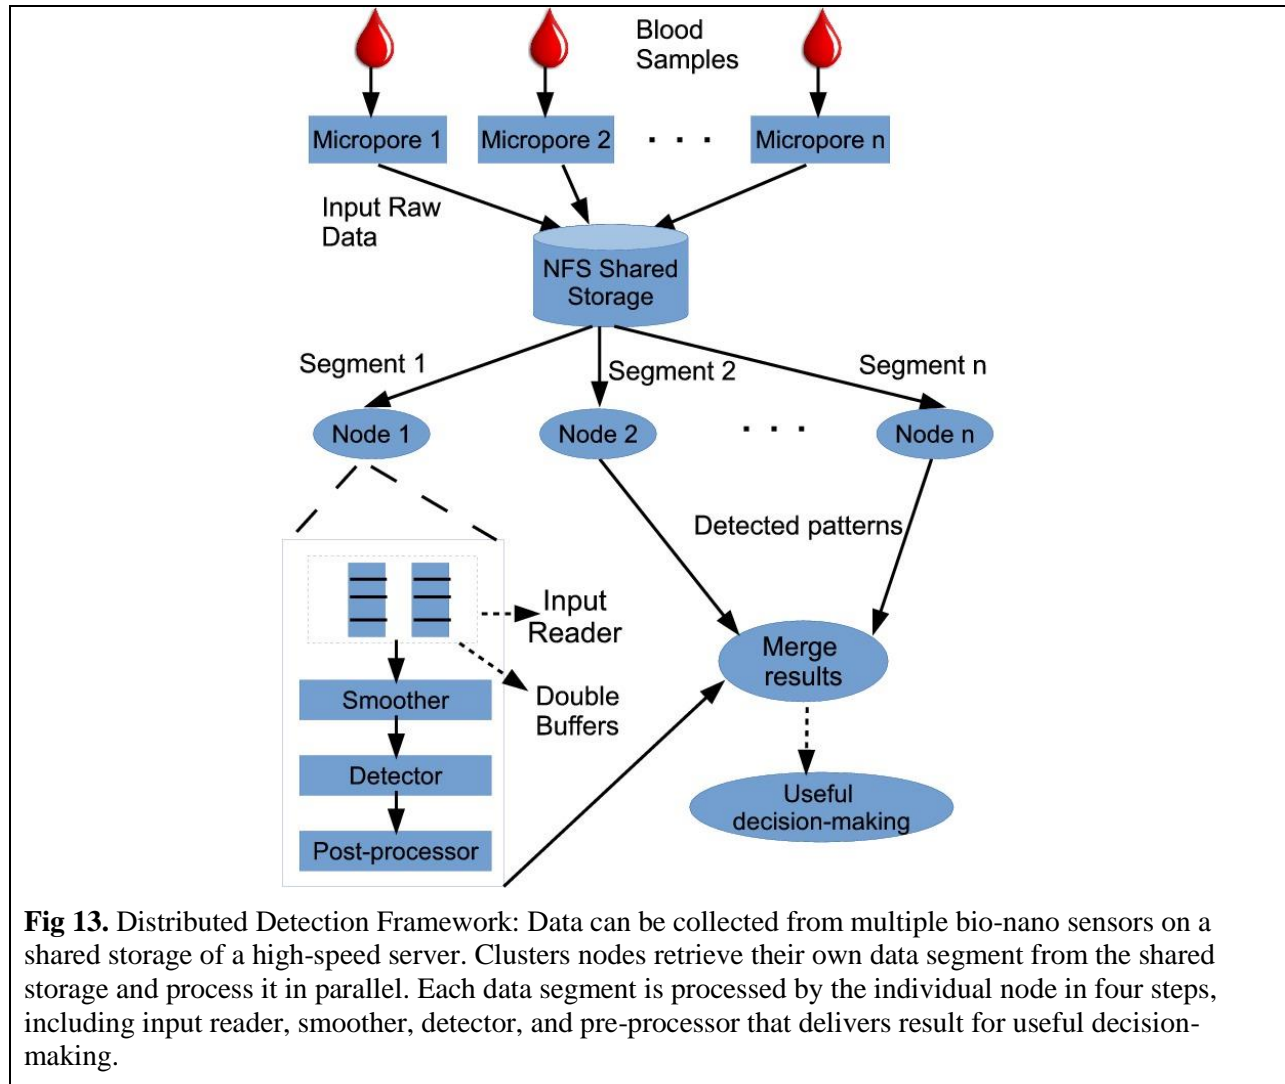 Blood
Samples
Micropore 1
Micropore 2
. . .
Micropore n
Input Raw
Data
NFS Shared
Storage
Segment 1
Segment 2
Segment n
Node 1
Node 2
. . .
Node n
Detected patterns
Input
Reader
Merge
results
Smoother
Double
Buffers
Detector
Useful
decision-making
Post-processor
Fig 13. Distributed Detection Framework: Data can be collected from multiple bio-nano sensors on a
shared storage of a high-speed server. Clusters nodes retrieve their own data segment from the shared
storage and process it in parallel. Each data segment is processed by the individual node in four steps,
including input reader, smoother, detector, and pre-processor that delivers result for useful decision-
making.